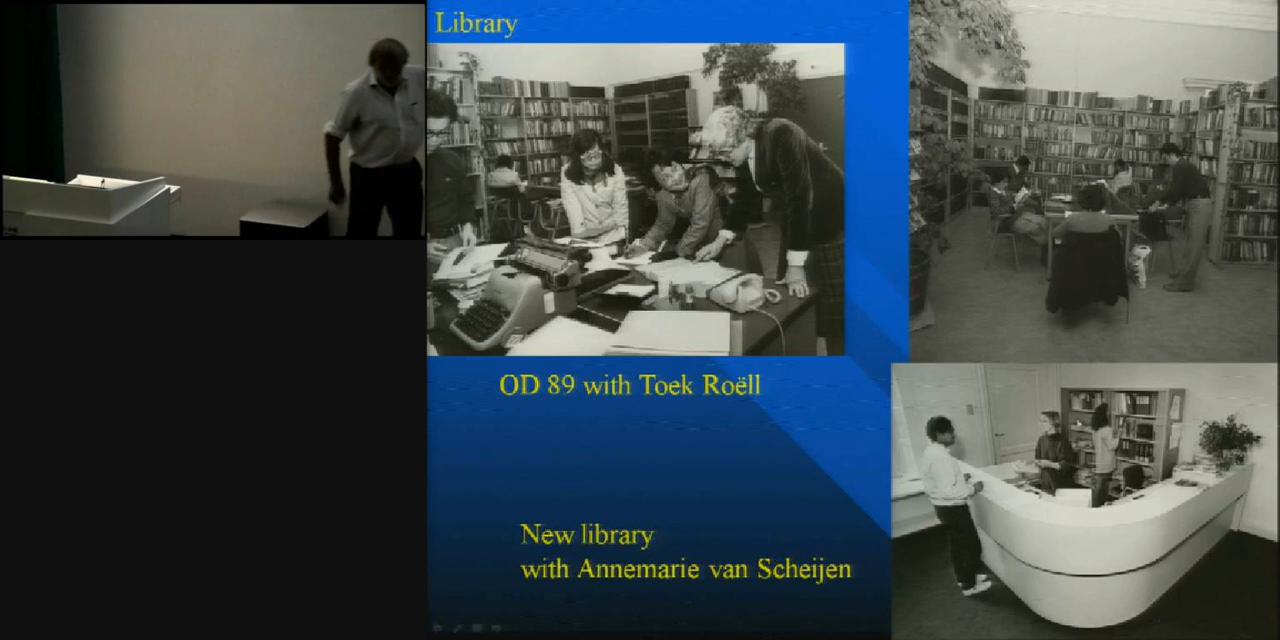 Library
OD 89 with Toek Roëll
New library
with Annemarie van Scheijen